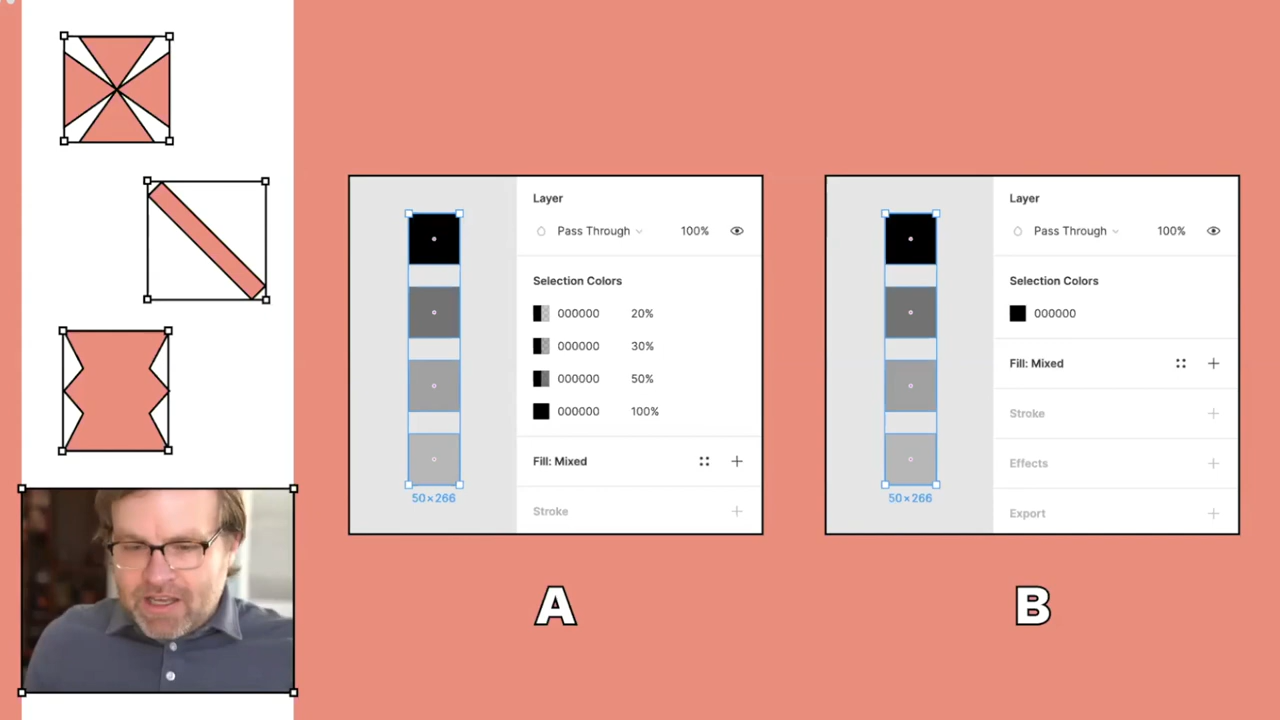 Layer
Pass Through 100%
Selection Colors
000000 20%
000000 30%
000000 50%
000000 100%
Fill: Mixed
Stroke
50×266
A
Layer
Pass Through 100%
Selection Colors
000000
Fill: Mixed
Stroke
Effects
Export
50×266
B